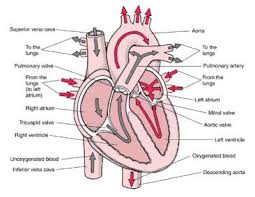 Superior vena cava
To the
lungs
Pulmonary valve
From the
lungs
(to left
atrium)
Right atrium
Tricuspid valve
Right ventricle
Unoxygenated blood
Inferior vena cava
Aorta
To the
lungs
Pulmonary artery
From the
lungs
Left atrium
Mitral valve
Aortic valve
Left ventricle
Oxygenated blood
Descending aorta